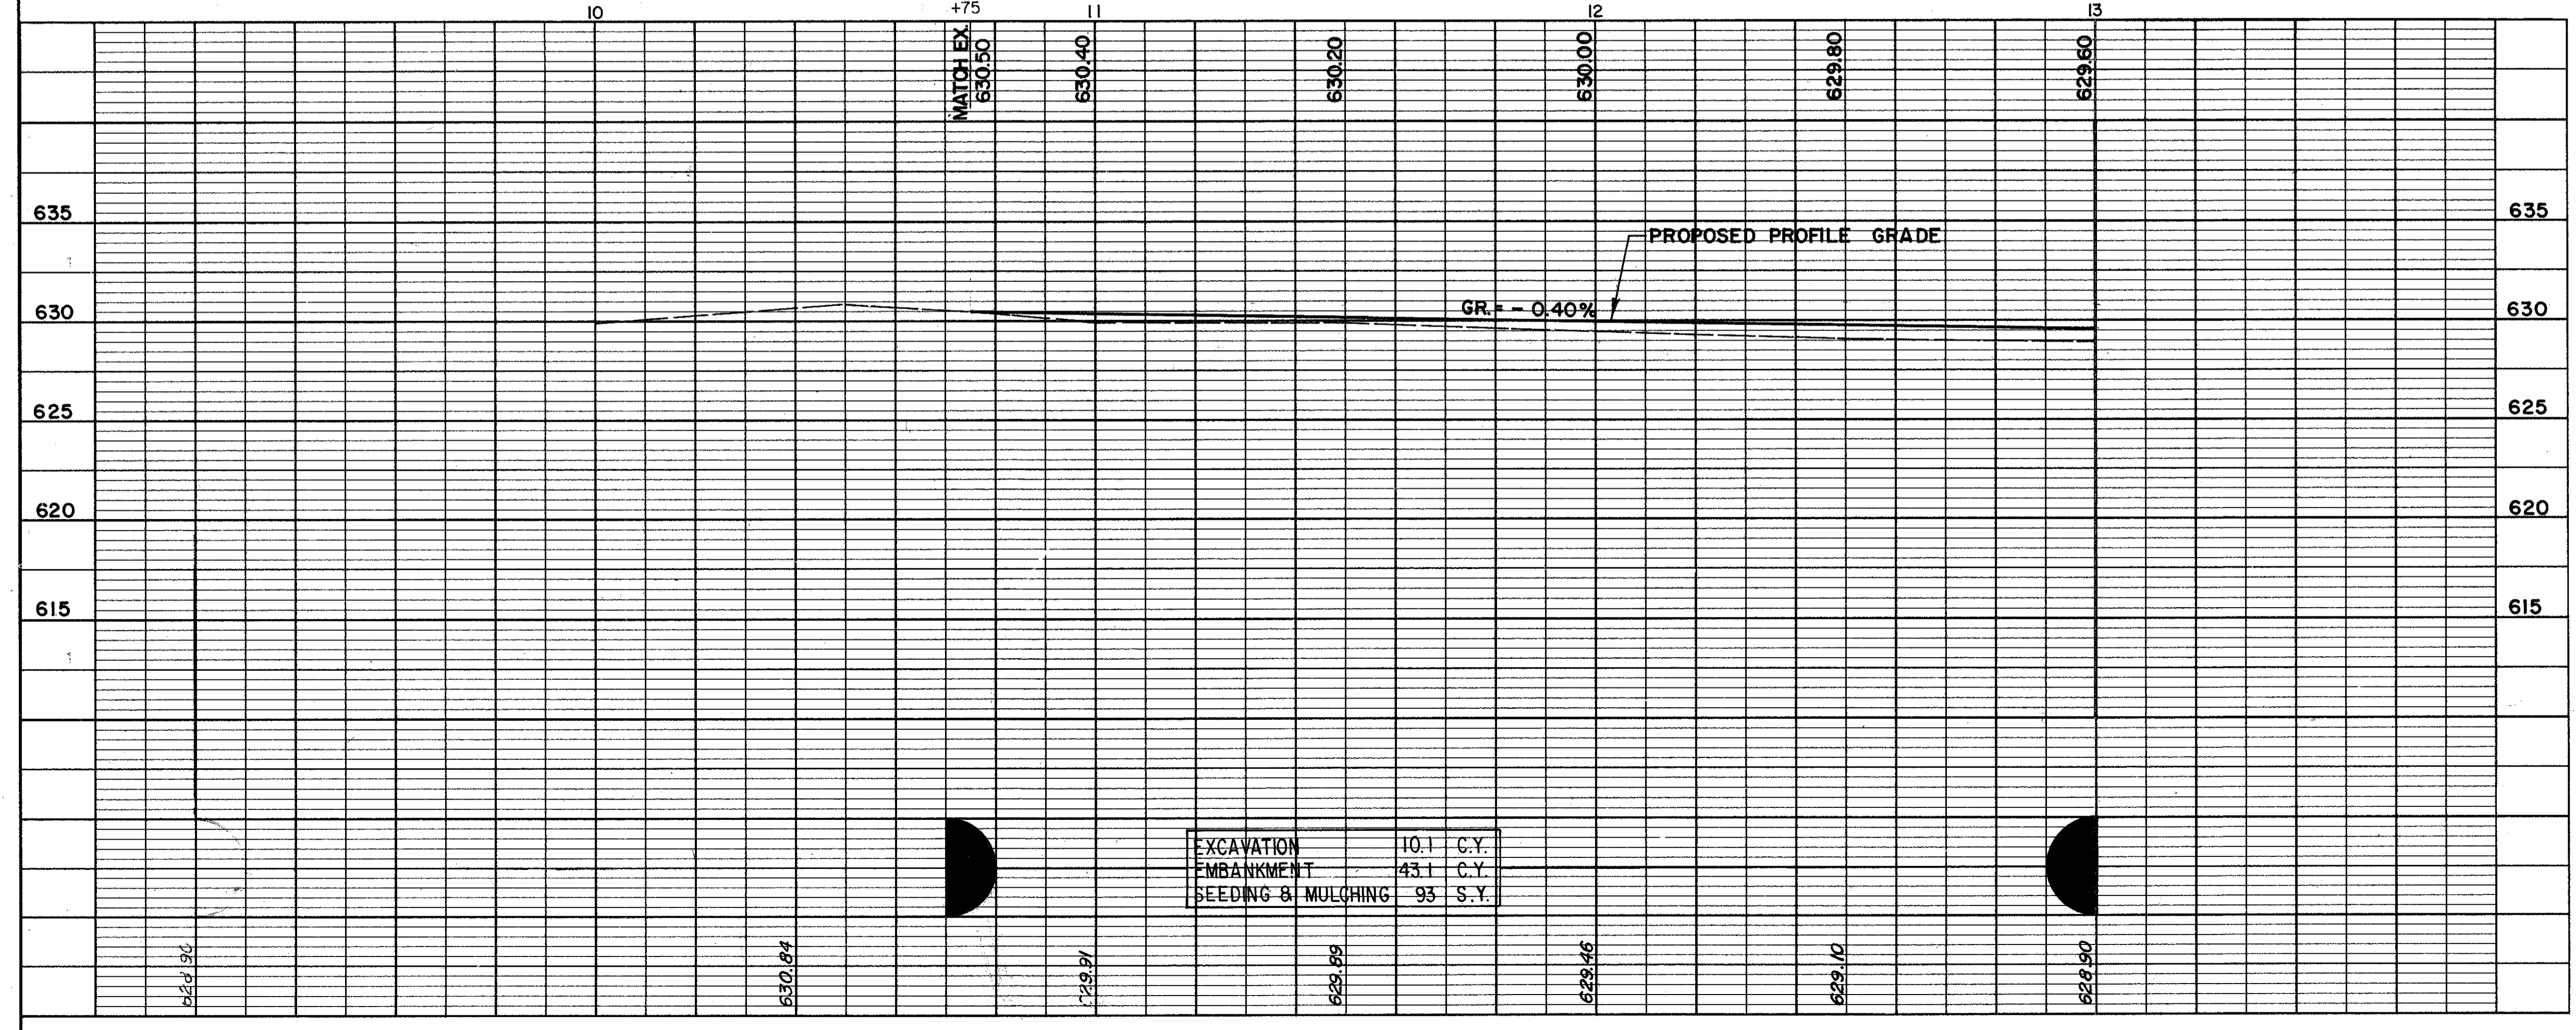 10 +75 11 12 13
MATCH EX.
630.50
630.40
630.20
630.00
629.80
629.60
635 635
PROPOSED PROFILE GRADE
GR. = - 0.40%
630 630
625 625
620 620
615 615
EXCAVATION 10.1 C.Y.
EMBANKMENT 43.1 C.Y.
SEEDING & MULCHING 93 S.Y.
630.84
629.89
629.46
629.10
628.90